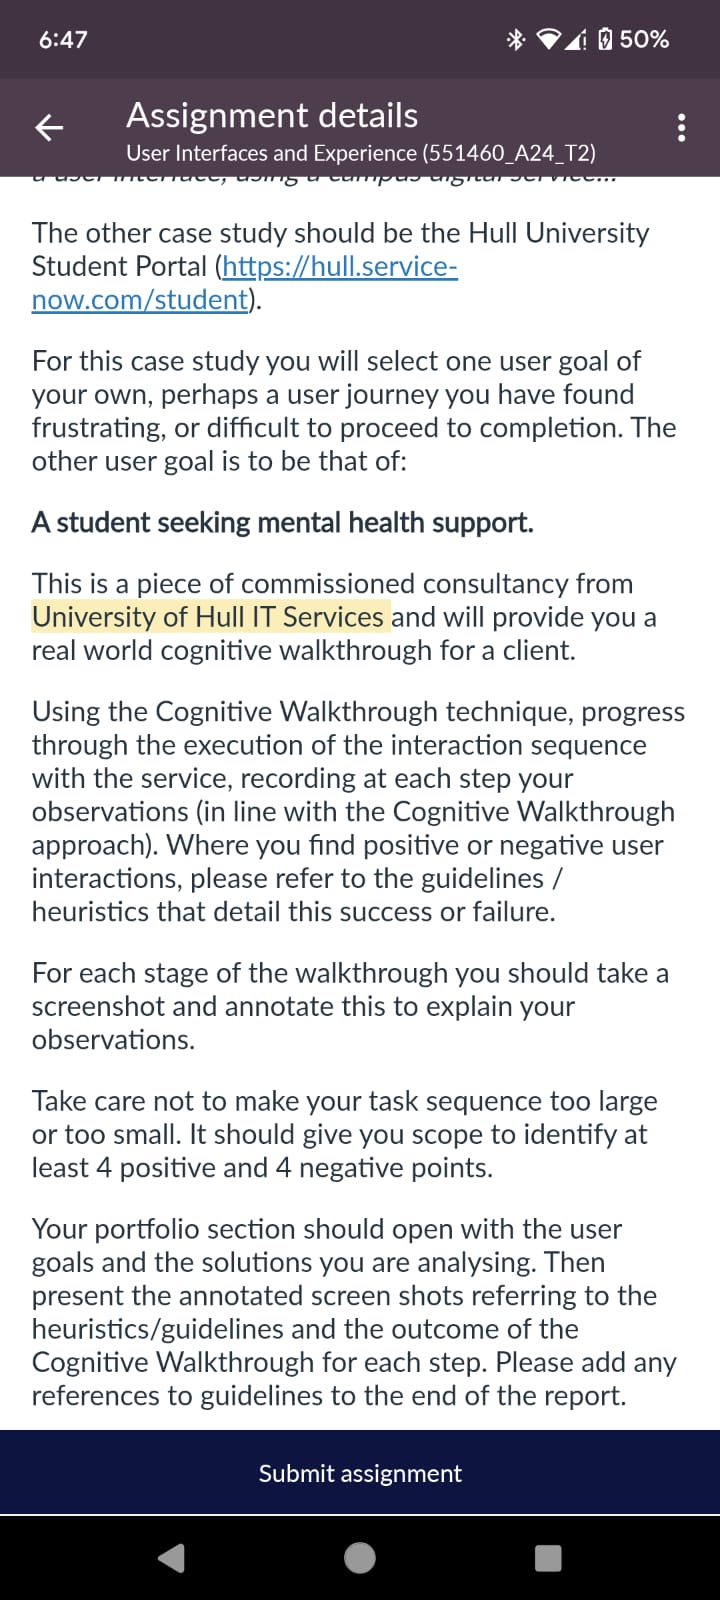 6:47
50%
Assignment details
User Interfaces and Experience (551460_A24_T2)
a user interface, using a campus digital service...
The other case study should be the Hull University
Student Portal (https://hull.service-
now.com/student).
For this case study you will select one user goal of
your own, perhaps a user journey you have found
frustrating, or difficult to proceed to completion. The
other user goal is to be that of:
A student seeking mental health support.
This is a piece of commissioned consultancy from
University of Hull IT Services and will provide you a
real world cognitive walkthrough for a client.
Using the Cognitive Walkthrough technique, progress
through the execution of the interaction sequence
with the service, recording at each step your
observations (in line with the Cognitive Walkthrough
approach). Where you find positive or negative user
interactions, please refer to the guidelines /
heuristics that detail this success or failure.
For each stage of the walkthrough you should take a
screenshot and annotate this to explain your
observations.
Take care not to make your task sequence too large
or too small. It should give you scope to identify at
least 4 positive and 4 negative points.
Your portfolio section should open with the user
goals and the solutions you are analysing. Then
present the annotated screen shots referring to the
heuristics/guidelines and the outcome of the
Cognitive Walkthrough for each step. Please add any
references to guidelines to the end of the report.
Submit assignment